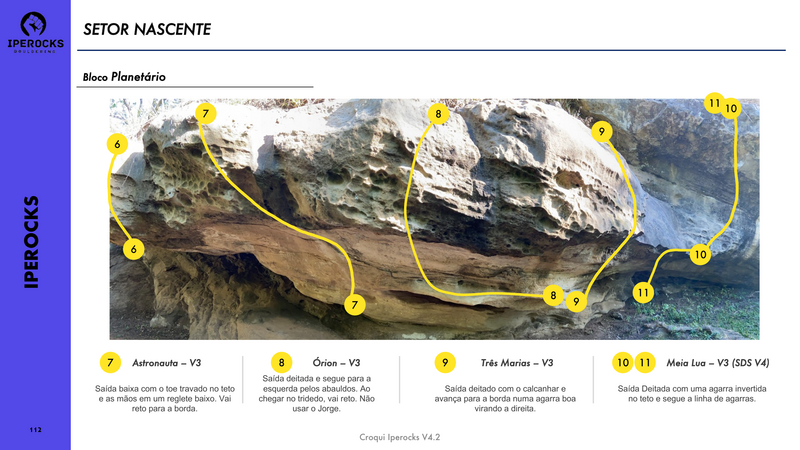 IPEROCKS
BOULDERING
SETOR NASCENTE
Bloco Planetário
11
10
7
8
9
6
6
10
11
8
9
7
IPEROCKS
7 Astronauta – V3
Saída baixa com o toe travado no teto
e as mãos em um reglete baixo. Vai
reto para a borda.
8 Órion – V3
Saída deitada e segue para a
esquerda pelos abauldos. Ao
chegar no tridedo, vai reto. Não
usar o Jorge.
9 Três Marias – V3
Saída deitado com o calcanhar e
avança para a borda numa agarra boa
virando a direita.
10 11 Meia Lua – V3 (SDS V4)
Saída Deitada com uma agarra invertida
no teto e segue a linha de agarras.
112
Croqui Iperocks V4.2